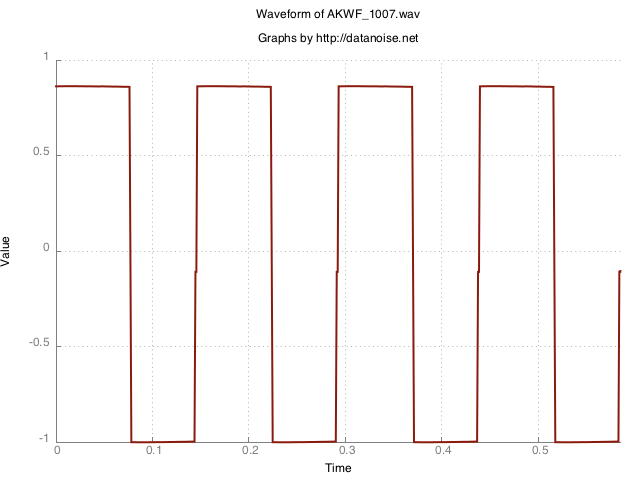 Waveform of AKWF_1007.wav
Graphs by http://datanoise.net
1
0.5
0
-0.5
-1
Value
0 0.1 0.2 0.3 0.4 0.5
Time